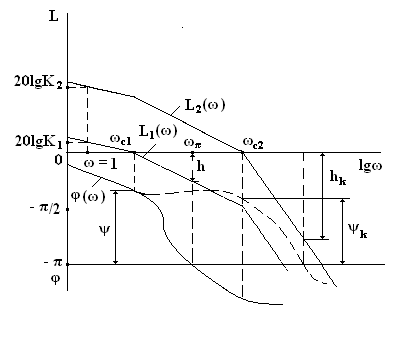 L
20lgK₂
L₂(ω)
20lgK₁
ωc1
L₁(ω)
ωπ
ωc2
0
ω=1
h
lgω
φ(ω)
hk
- π/2
ψ
ψk
- π
φ